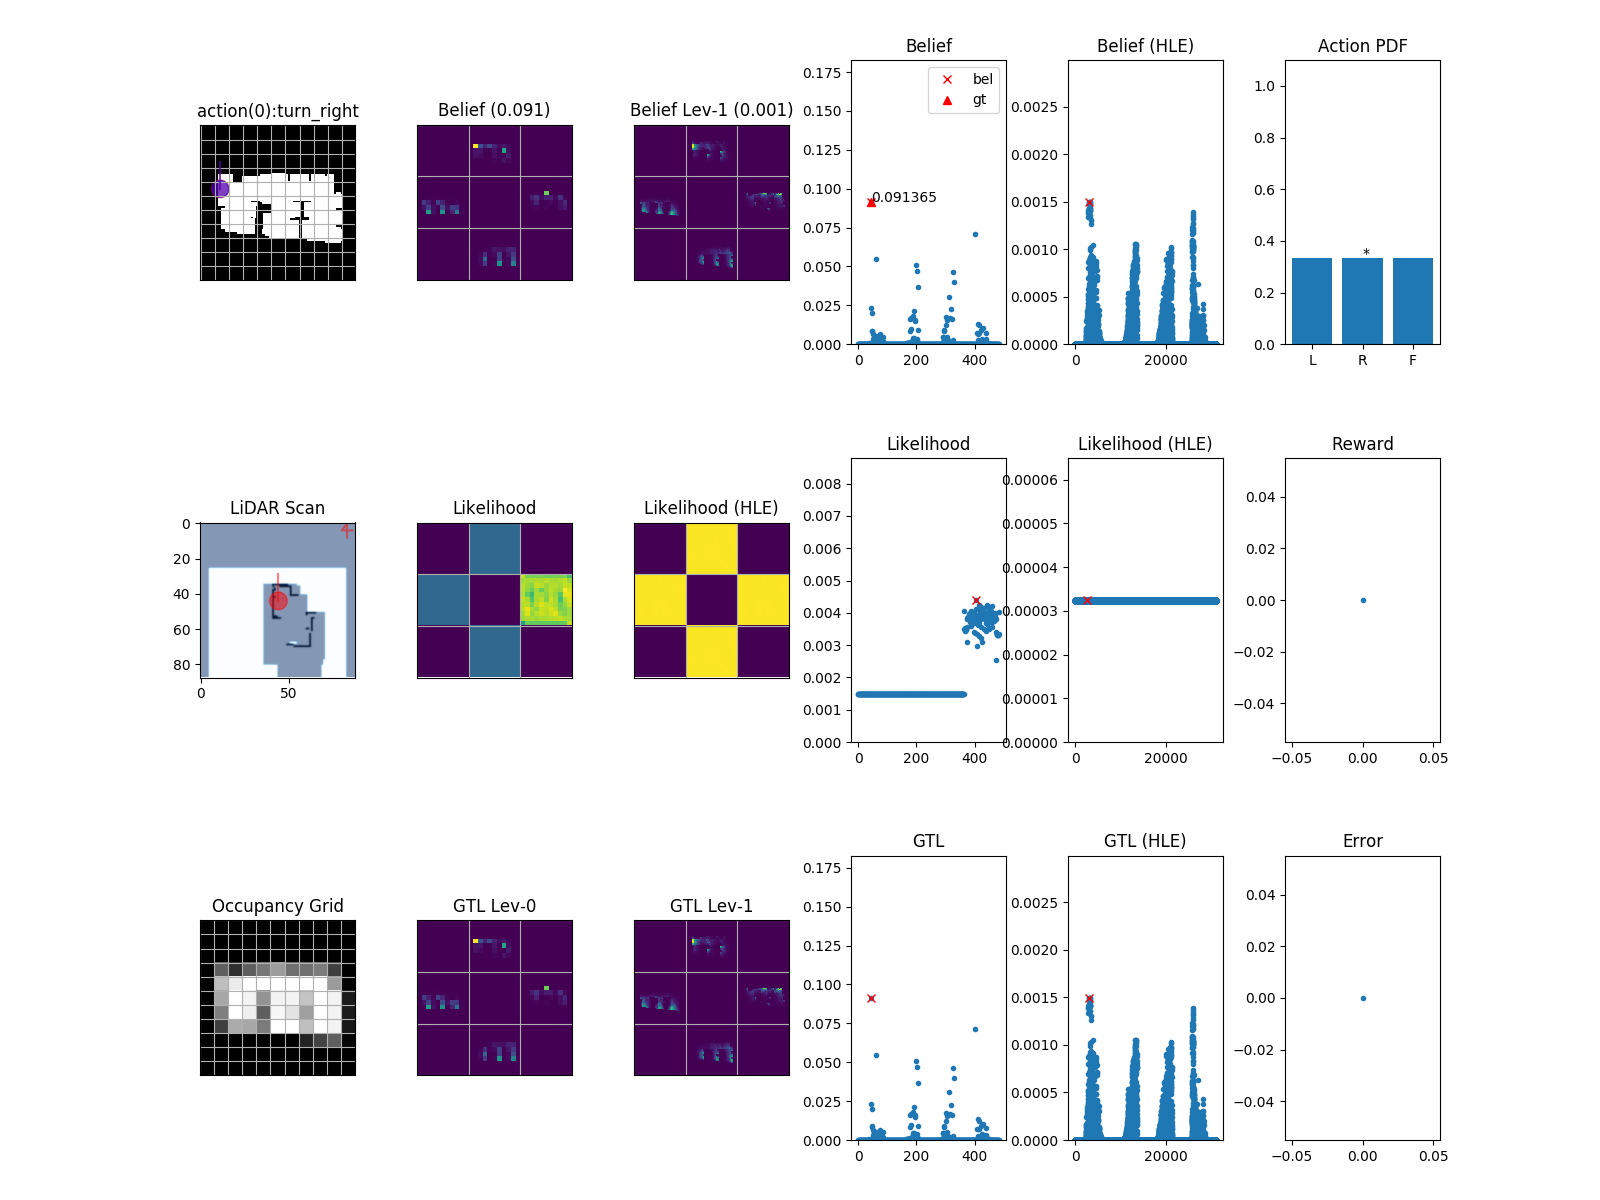 Belief
Belief (HLE)
Action PDF
action(0):turn_right
Belief (0.091)
Belief Lev-1 (0.001)
bel
gt
0.175
0.150
0.125
0.100
0.075
0.050
0.025
0.000
0.091365
0 200 400
0.0025
0.0020
0.0015
0.0010
0.0005
0.0000
0 20000
1.0
0.8
0.6
0.4
0.2
0.0
*
L R F
Likelihood
Likelihood (HLE)
Reward
LiDAR Scan
Likelihood
Likelihood (HLE)
0
20
40
60
80
0 50
0.008
0.007
0.006
0.005
0.004
0.003
0.002
0.001
0.000
0 200 400
0.00006
0.00005
0.00004
0.00003
0.00002
0.00001
0.00000
0 20000
0.04
0.02
0.00
−0.02
−0.04
−0.05 0.00 0.05
GTL
GTL (HLE)
Error
Occupancy Grid
GTL Lev-0
GTL Lev-1
0.175
0.150
0.125
0.100
0.075
0.050
0.025
0.000
0 200 400
0.0025
0.0020
0.0015
0.0010
0.0005
0.0000
0 20000
0.04
0.02
0.00
−0.02
−0.04
−0.05 0.00 0.05